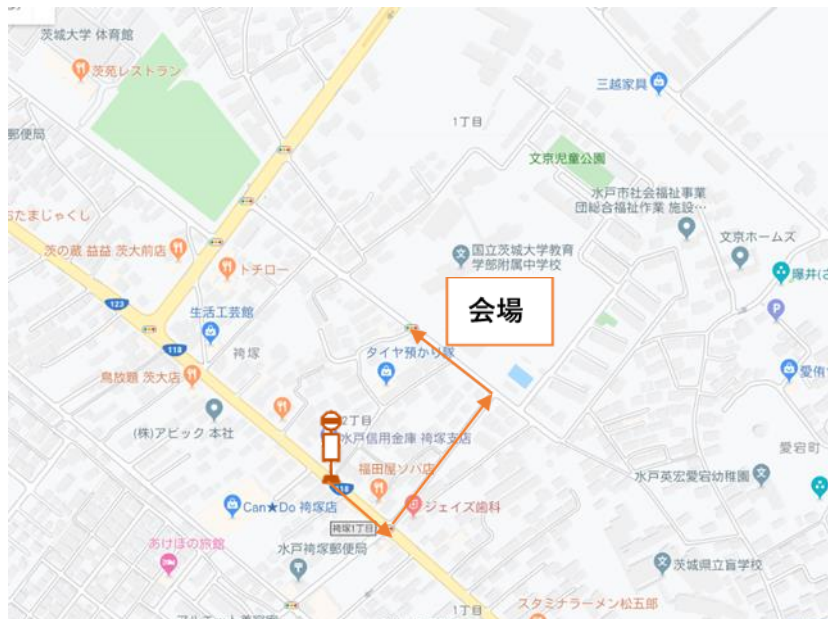 茨城大学 体育館
茨苑レストラン
三越家具
1丁目
郵便局
文京児童公園
水戸市社会福祉事業
団総合福祉作業 施設…
おたまじゃくし
文京ホームズ
茨の蔵 益益 茨大前店
国立茨城大学教育
学部附属中学校
トチロー
会場
123
生活工芸館
118
袴塚
タイヤ預かり隊
鳥放題 茨大店
2丁目
(株)アピック 本社
水戸信用金庫 袴塚支店
愛宕町
福田屋ソバ店
水戸英宏愛宕幼稚園
118
Can★Do 袴塚店
ジェイズ歯科
袴塚1丁目
あけぼの旅館
水戸袴塚郵便局
茨城県立盲学校
スタミナラーメン松五郎
1丁目
P